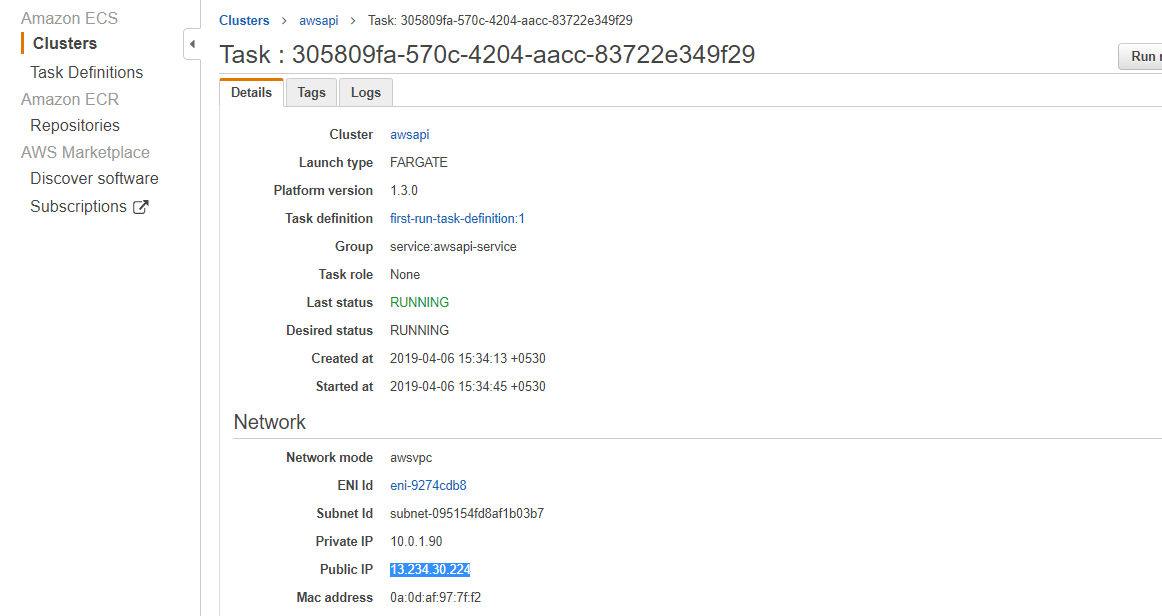 Amazon ECS
Clusters
Task Definitions
Amazon ECR
Repositories
AWS Marketplace
Discover software
Subscriptions
Clusters > awsapi > Task: 305809fa-570c-4204-aacc-83722e349f29
Task : 305809fa-570c-4204-aacc-83722e349f29
Run
Details Tags Logs
Cluster awsapi
Launch type FARGATE
Platform version 1.3.0
Task definition first-run-task-definition:1
Group service:awsapi-service
Task role None
Last status RUNNING
Desired status RUNNING
Created at 2019-04-06 15:34:13 +0530
Started at 2019-04-06 15:34:45 +0530
Network
Network mode awsvpc
ENI Id eni-9274cdb8
Subnet Id subnet-095154fd8af1b03b7
Private IP 10.0.1.90
Public IP 13.234.30.224
Mac address 0a:0d:af:97:7f:f2